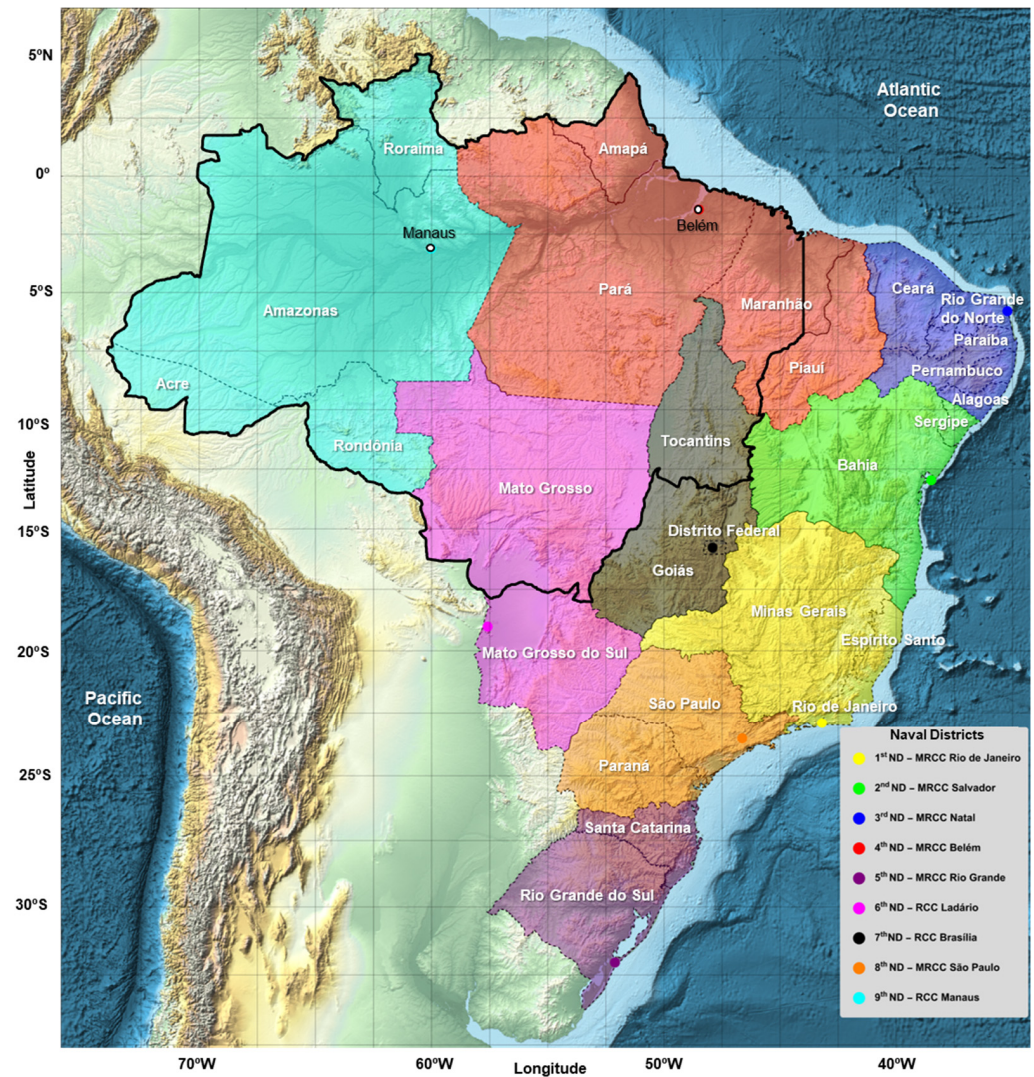 5ºN
Atlantic
Ocean
Roraima
Amapá
0º
Belém
Manaus
5ºS
Pará
Ceará
Rio Grande
do Norte
Maranhão
Amazonas
Paraíba
Piauí
Pernambuco
Acre
Alagoas
10ºS
Sergipe
Tocantins
Rondônia
Bahia
Mato Grosso
Latitude
15ºS
Distrito Federal
Goiás
Minas Gerais
Espírito Santo
20ºS
Mato Grosso do Sul
Pacific
Ocean
São Paulo
Rio de Janeiro
Paraná
25ºS
Santa Catarina
Rio Grande do Sul
30ºS
Naval Districts
1st ND – MRCC Rio de Janeiro
2nd ND – MRCC Salvador
3rd ND – MRCC Natal
4th ND – MRCC Belém
5th ND – MRCC Rio Grande
6th ND – RCC Ladário
7th ND – RCC Brasília
8th ND – MRCC São Paulo
9th ND – RCC Manaus
70ºW
60ºW
50ºW
40ºW
Longitude